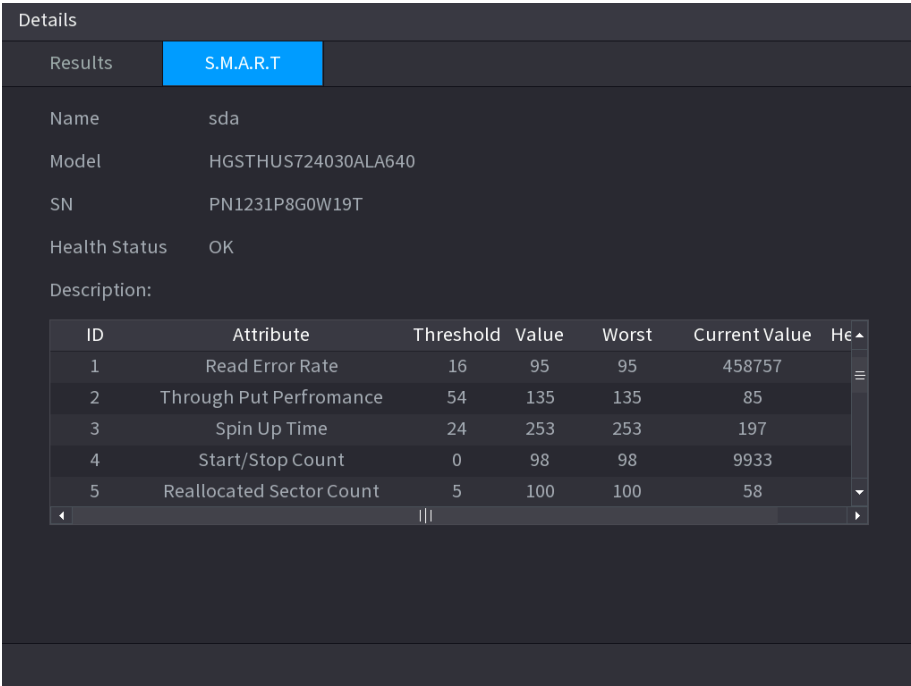 Details
Results S.M.A.R.T
Name sda
Model HGSTHUS724030ALA640
SN PN1231P8G0W19T
Health Status OK
Description:
ID Attribute Threshold Value Worst Current Value He
1 Read Error Rate 16 95 95 458757
2 Through Put Perfromance 54 135 135 85
3 Spin Up Time 24 253 253 197
4 Start/Stop Count 0 98 98 9933
5 Reallocated Sector Count 5 100 100 58